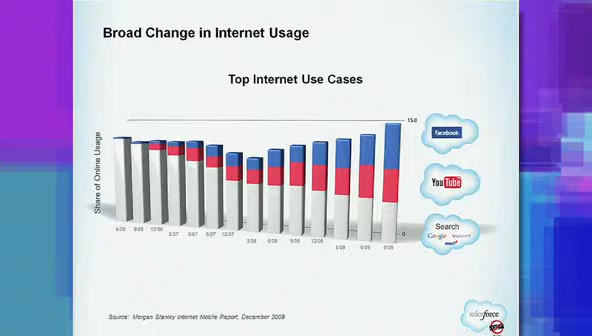 Broad Change in Internet Usage
Top Internet Use Cases
15.0
facebook
Share of Online Usage
YouTube
Search
Google
0
6/06
9/06
12/06
3/07
6/07
9/07
12/07
3/08
6/08
9/08
12/08
3/09
6/09
9/09
Source: Morgan Stanley Internet Mobile Report, December 2009
salesforce